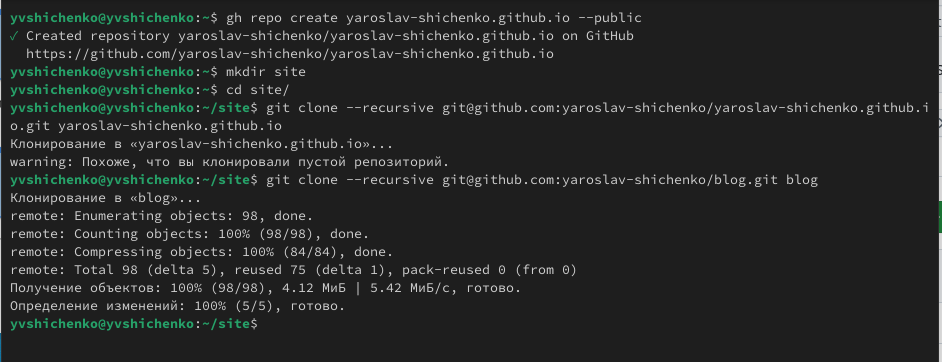 yvshichenko@yvshichenko:~$ gh repo create yaroslav-shichenko.github.io --public
✓ Created repository yaroslav-shichenko/yaroslav-shichenko.github.io on GitHub
  https://github.com/yaroslav-shichenko/yaroslav-shichenko.github.io
yvshichenko@yvshichenko:~$ mkdir site
yvshichenko@yvshichenko:~$ cd site/
yvshichenko@yvshichenko:~/site$ git clone --recursive git@github.com:yaroslav-shichenko/yaroslav-shichenko.github.i
o.git yaroslav-shichenko.github.io
Клонирование в «yaroslav-shichenko.github.io»...
warning: Похоже, что вы клонировали пустой репозиторий.
yvshichenko@yvshichenko:~/site$ git clone --recursive git@github.com:yaroslav-shichenko/blog.git blog
Клонирование в «blog»...
remote: Enumerating objects: 98, done.
remote: Counting objects: 100% (98/98), done.
remote: Compressing objects: 100% (84/84), done.
remote: Total 98 (delta 5), reused 75 (delta 1), pack-reused 0 (from 0)
Получение объектов: 100% (98/98), 4.12 МиБ | 5.42 МиБ/с, готово.
Определение изменений: 100% (5/5), готово.
yvshichenko@yvshichenko:~/site$